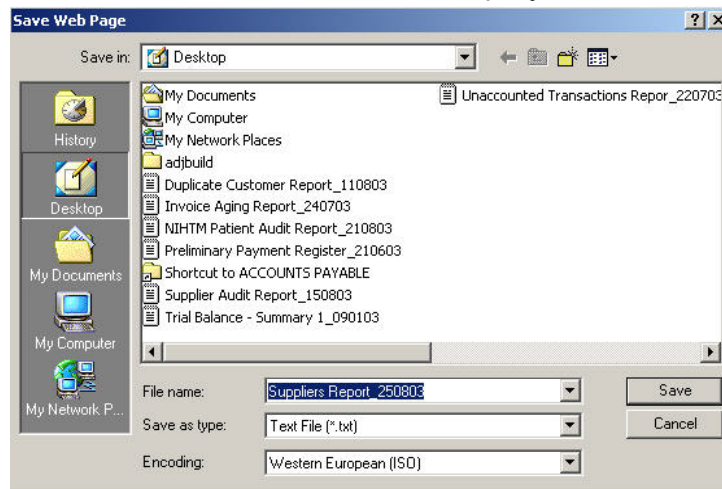 Save Web Page
Save in: Desktop
History
Desktop
My Documents
My Computer
My Network P...
My Documents
My Computer
My Network Places
adjbuild
Duplicate Customer Report_110803
Invoice Aging Report_240703
NIHTM Patient Audit Report_210803
Preliminary Payment Register_210603
Shortcut to ACCOUNTS PAYABLE
Supplier Audit Report_150803
Trial Balance - Summary 1_090103
Unaccounted Transactions Repor_220703
File name: Suppliers Report_250803 Save
Save as type: Text File (*.txt) Cancel
Encoding: Western European (ISO)